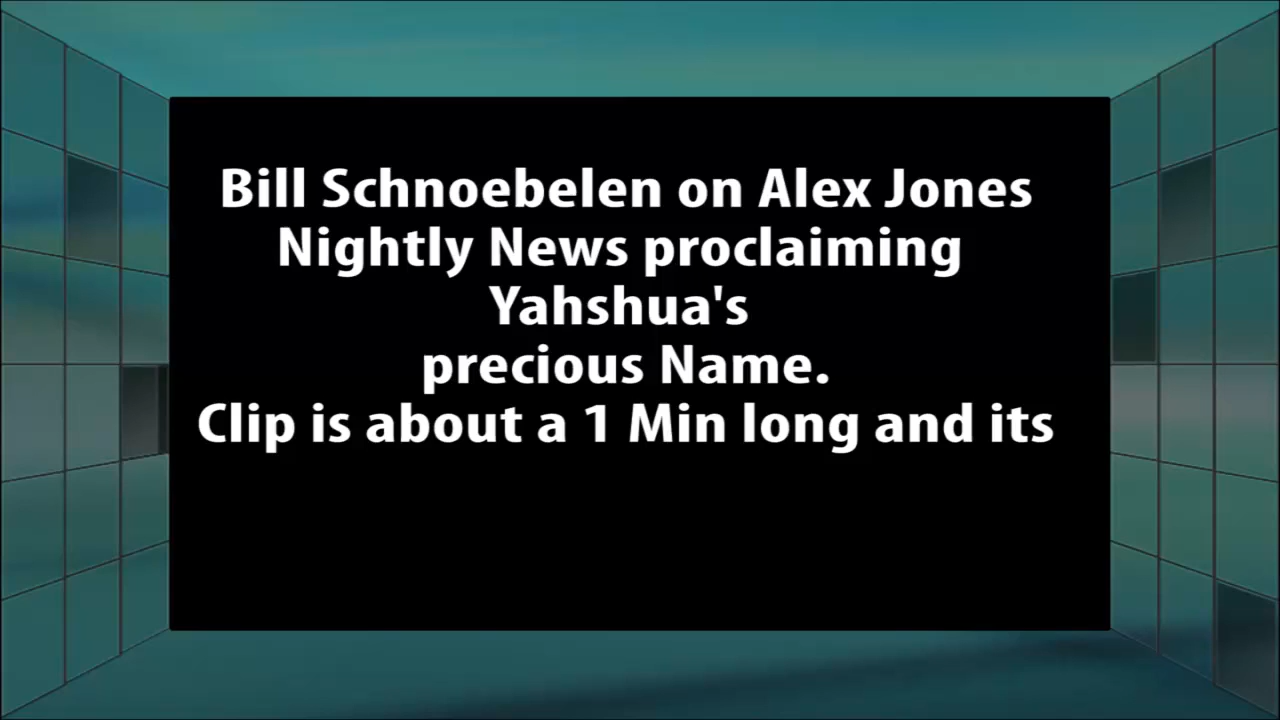 Bill Schnoebelen on Alex Jones
Nightly News proclaiming
Yahshua's
precious Name.
Clip is about a 1 Min long and its